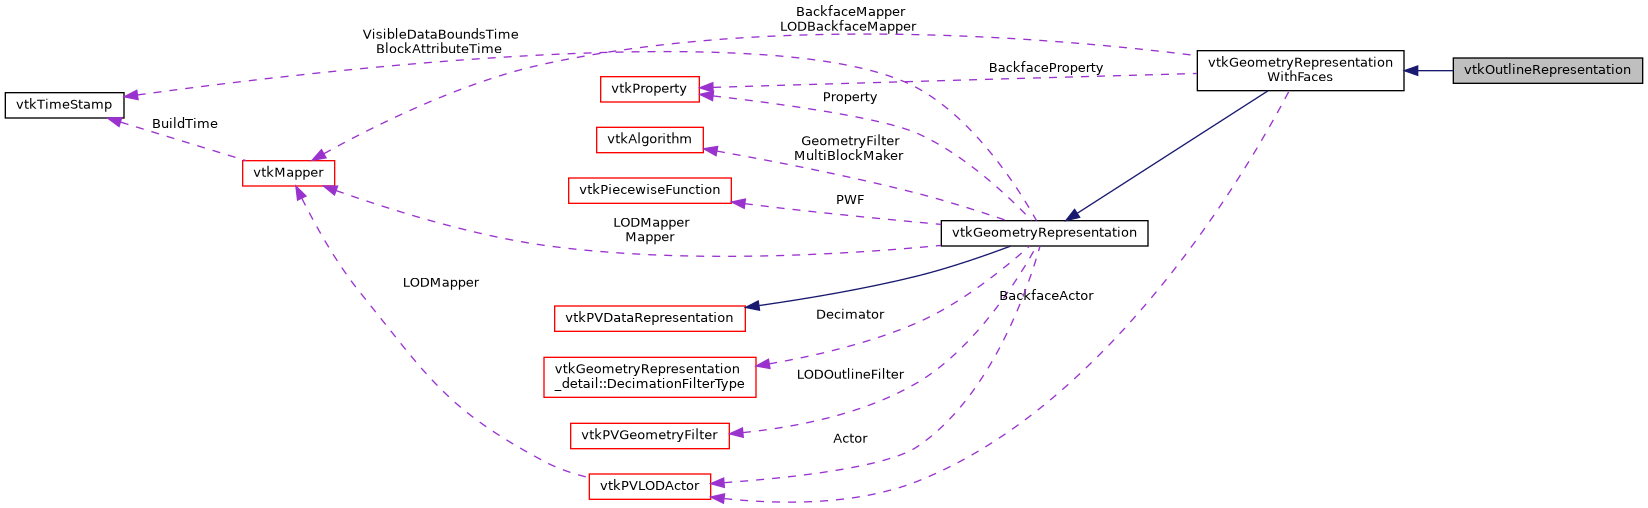 BackfaceMapper
LODBackfaceMapper
VisibleDataBoundsTime
BlockAttributeTime
vtkGeometryRepresentation
WithFaces
vtkOutlineRepresentation
BackfaceProperty
vtkProperty
Property
vtkTimeStamp
BuildTime
vtkAlgorithm
GeometryFilter
MultiBlockMaker
vtkMapper
vtkPiecewiseFunction
PWF
LODMapper
Mapper
vtkGeometryRepresentation
LODMapper
BackfaceActor
vtkPVDataRepresentation
Decimator
vtkGeometryRepresentation
_detail::DecimationFilterType
LODOutlineFilter
vtkPVGeometryFilter
Actor
vtkPVLODActor